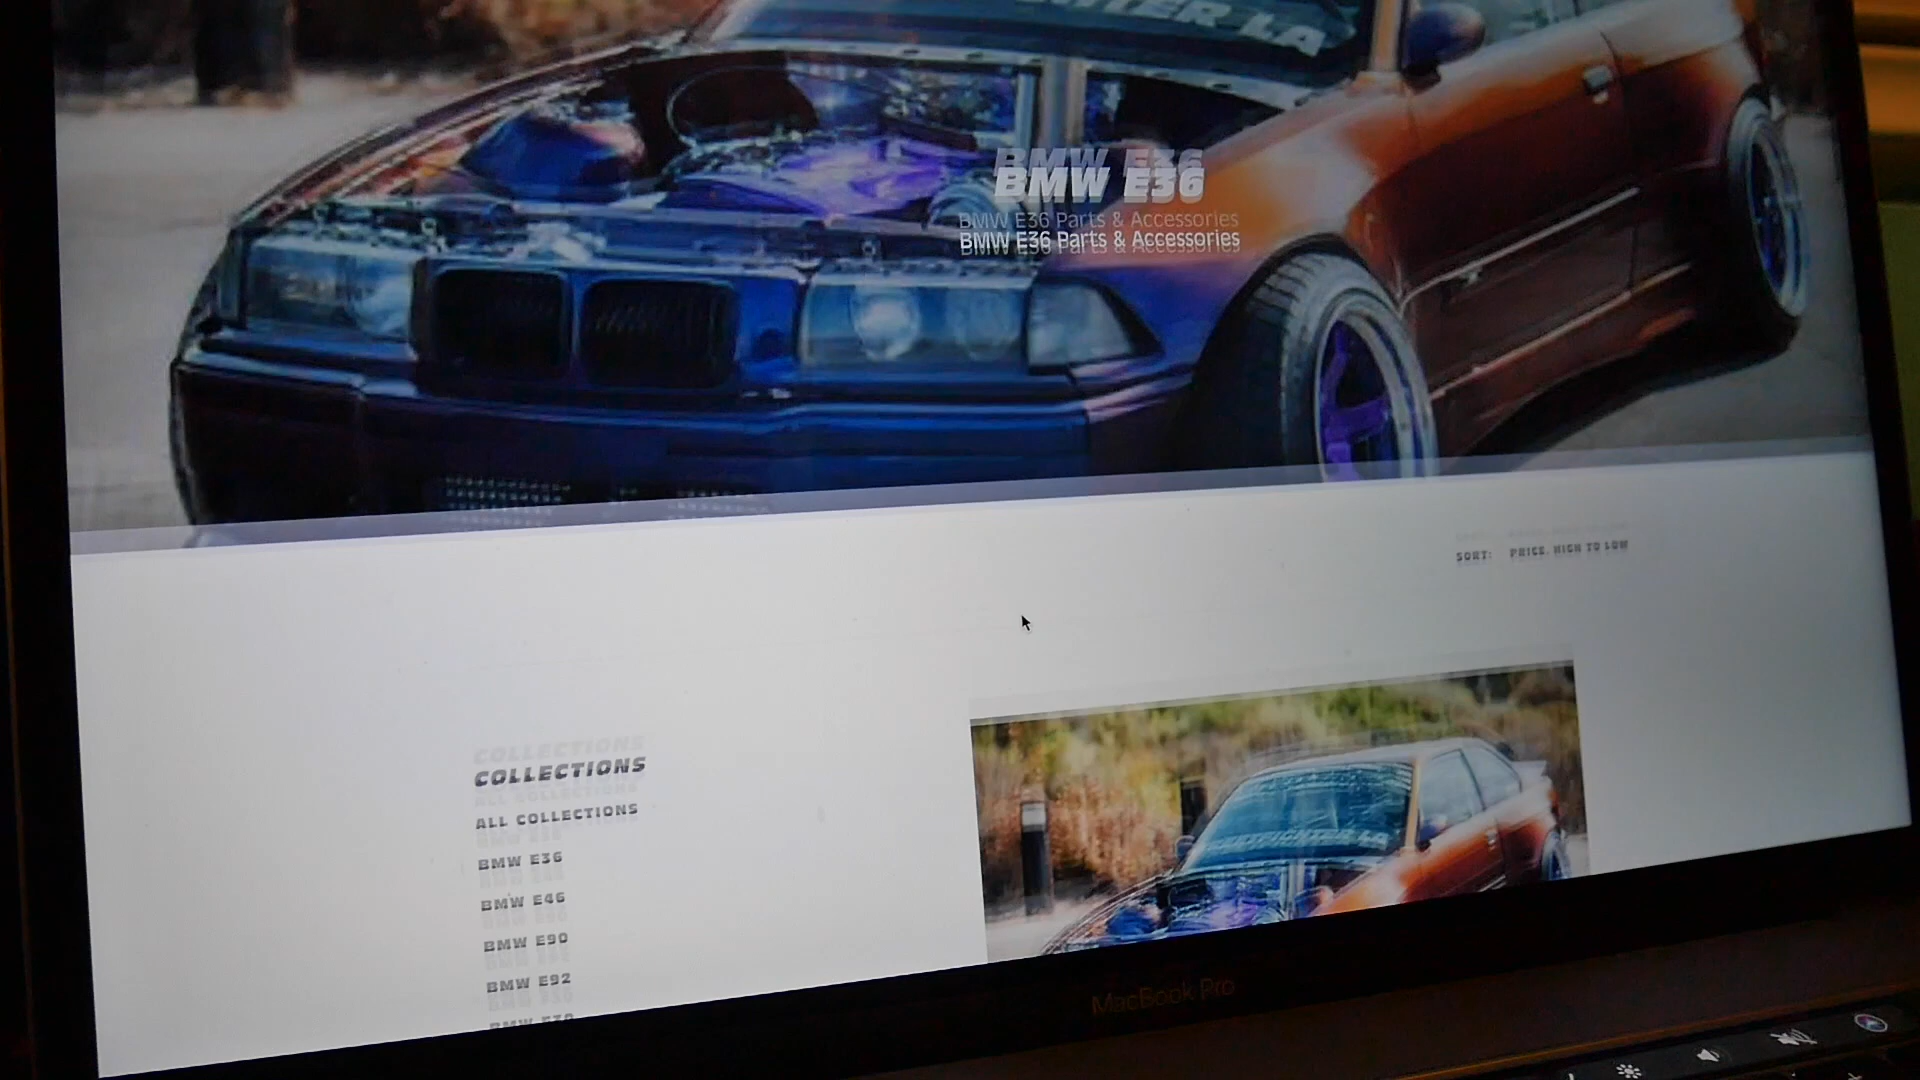 BMW E36
BMW E36 Parts & Accessories
SORT: PRICE, HIGH TO LOW
COLLECTIONS
ALL COLLECTIONS
BMW E36
BMW E46
BMW E90
BMW E92
MacBook Pro